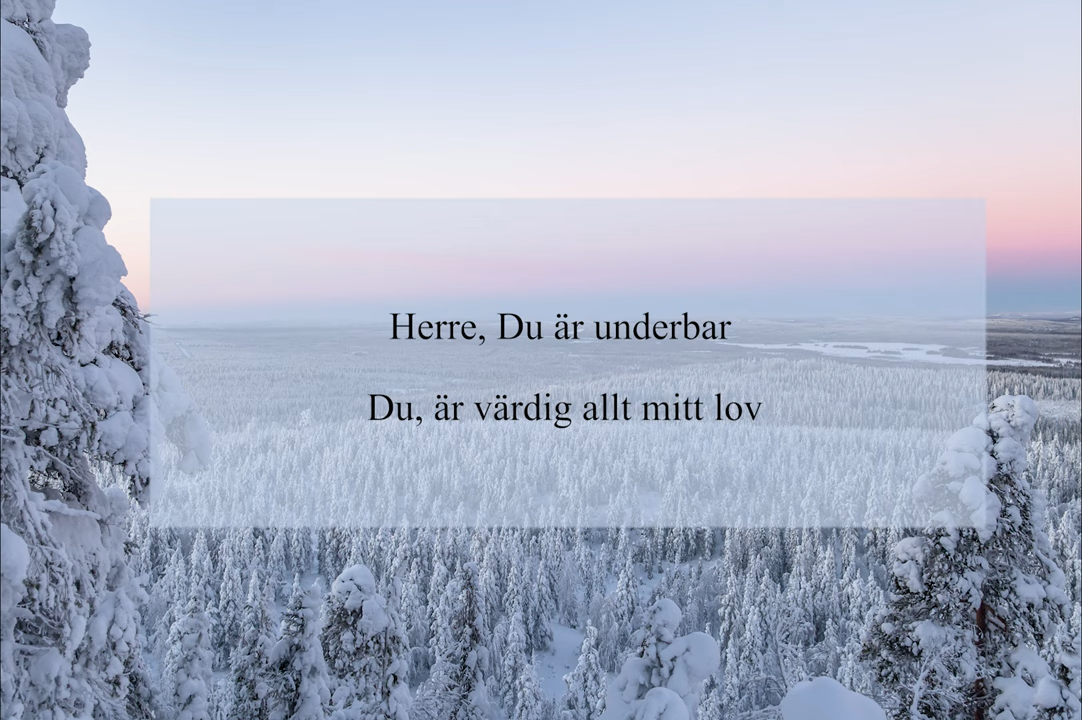 Herre, Du är underbar
Du, är värdig allt mitt lov